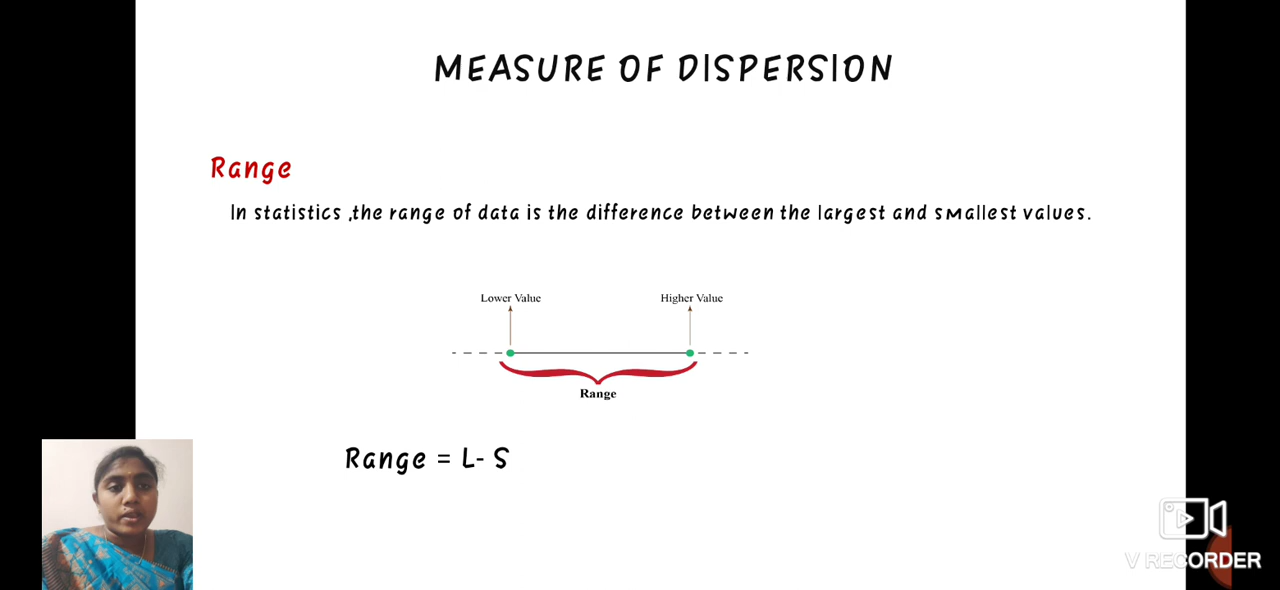 MEASURE OF DISPERSION
Range
In statistics ,the range of data is the difference between the largest and smallest values.
Lower Value Higher Value
Range
Range = L- S
V RECORDER